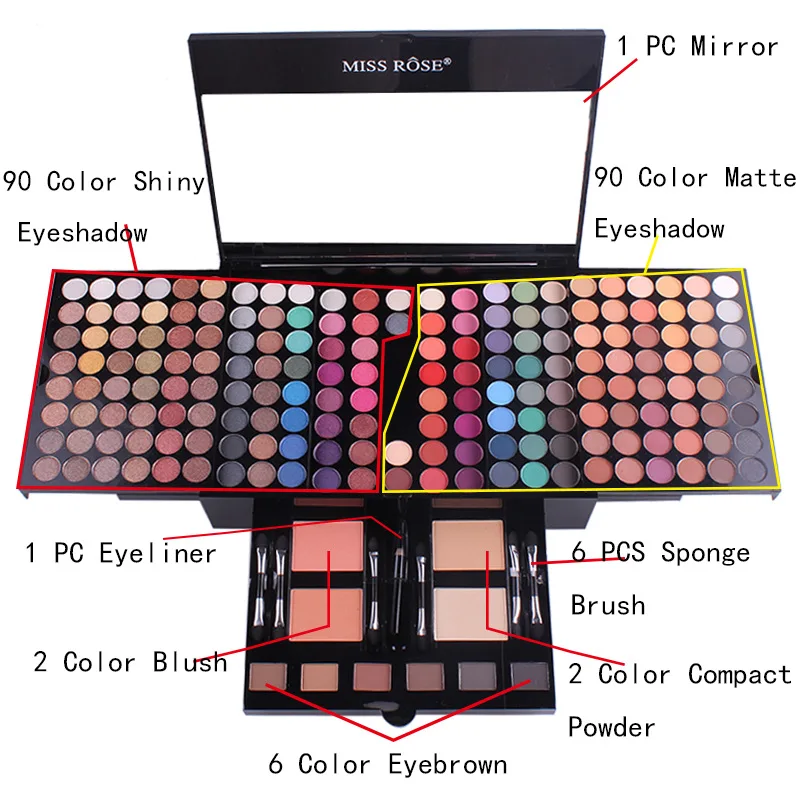 MISS RÔSE®
1 PC Mirror
90 Color Shiny
Eyeshadow
90 Color Matte
Eyeshadow
1 PC Eyeliner
6 PCS Sponge
Brush
2 Color Blush
2 Color Compact
Powder
6 Color Eyebrown